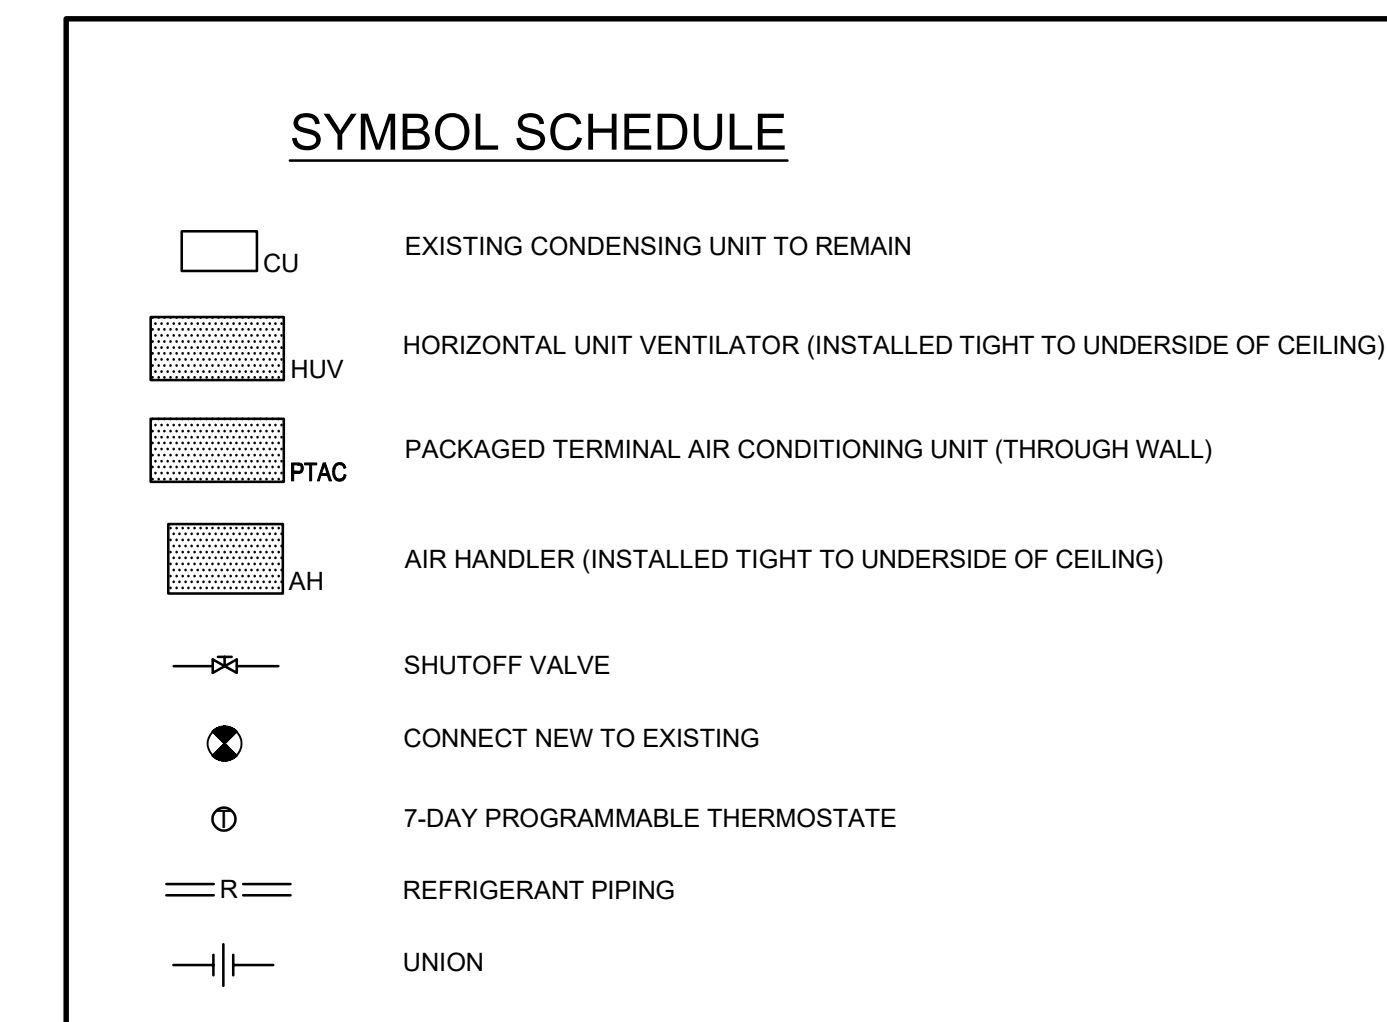 SYMBOL SCHEDULE
CU EXISTING CONDENSING UNIT TO REMAIN
HUV HORIZONTAL UNIT VENTILATOR (INSTALLED TIGHT TO UNDERSIDE OF CEILING)
PTAC PACKAGED TERMINAL AIR CONDITIONING UNIT (THROUGH WALL)
AH AIR HANDLER (INSTALLED TIGHT TO UNDERSIDE OF CEILING)
SHUTOFF VALVE
CONNECT NEW TO EXISTING
T 7-DAY PROGRAMMABLE THERMOSTATE
R REFRIGERANT PIPING
UNION